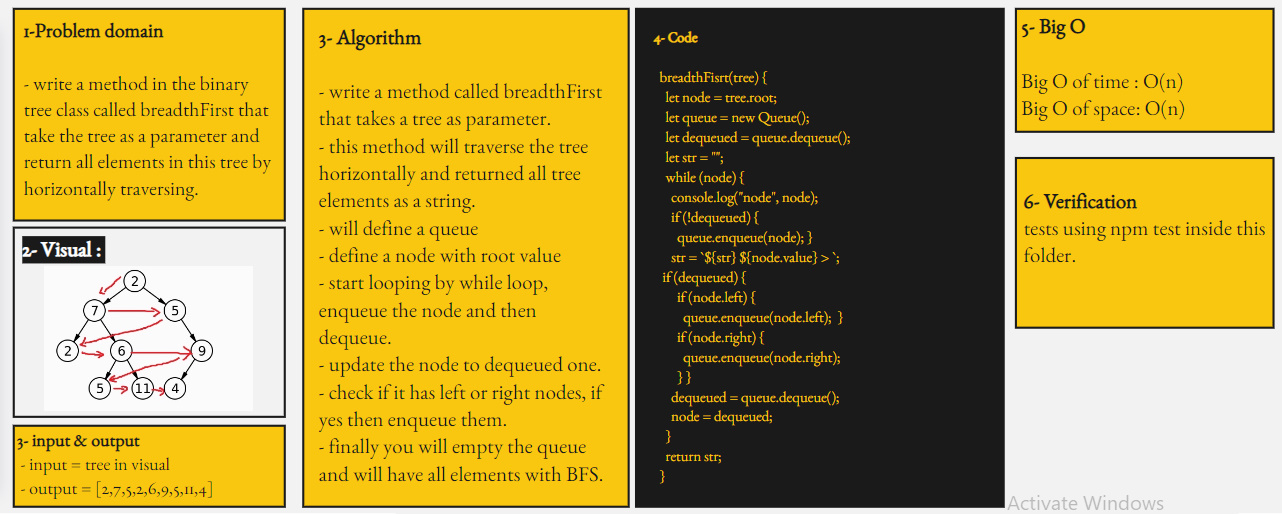 1-Problem domain
- write a method in the binary
tree class called breadthFirst that
take the tree as a parameter and
return all elements in this tree by
horizontally traversing.
2- Visual :
2
7 5
2 6 9
5 11 4
3- input & output
- input = tree in visual
- output = [2,7,5,2,6,9,5,11,4]
3- Algorithm
- write a method called breadthFirst
that takes a tree as parameter.
- this method will traverse the tree
horizontally and returned all tree
elements as a string.
- will define a queue
- define a node with root value
- start looping by while loop,
enqueue the node and then
dequeue.
- update the node to dequeued one.
- check if it has left or right nodes, if
yes then enqueue them.
- finally you will empty the queue
and will have all elements with BFS.
4- Code
breadthFisrt(tree) {
let node = tree.root;
let queue = new Queue();
let dequeued = queue.dequeue();
let str = "";
while (node) {
console.log("node", node);
if (!dequeued) {
queue.enqueue(node); }
str = `${str} ${node.value} > `;
if (dequeued) {
if (node.left) {
queue.enqueue(node.left); }
if (node.right) {
queue.enqueue(node.right);
} }
dequeued = queue.dequeue();
node = dequeued;
}
return str;
}
5- Big O
Big O of time : O(n)
Big O of space: O(n)
6- Verification
tests using npm test inside this
folder.
Activate Windows